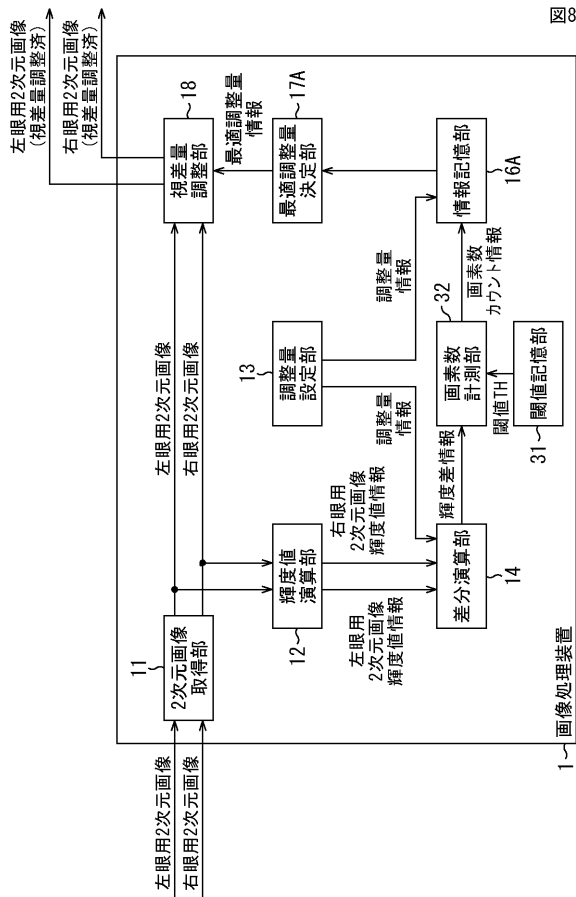 図8
左眼用2次元画像
(視差量調整済)
右眼用2次元画像
(視差量調整済)
18
視差量
調整部
最適調整量
情報
17A
最適調整量
決定部
情報記憶部
16A
左眼用2次元画像
右眼用2次元画像
13
調整量
設定部
調整量
情報
調整量
情報
32
画素数
計測部
画素数
カウント情報
閾値TH
閾値記憶部
31
輝度差情報
11
2次元画像
取得部
輝度値
演算部
12
右眼用
2次元画像
輝度値情報
左眼用
2次元画像
輝度値情報
差分演算部
14
左眼用2次元画像
右眼用2次元画像
1
画像処理装置